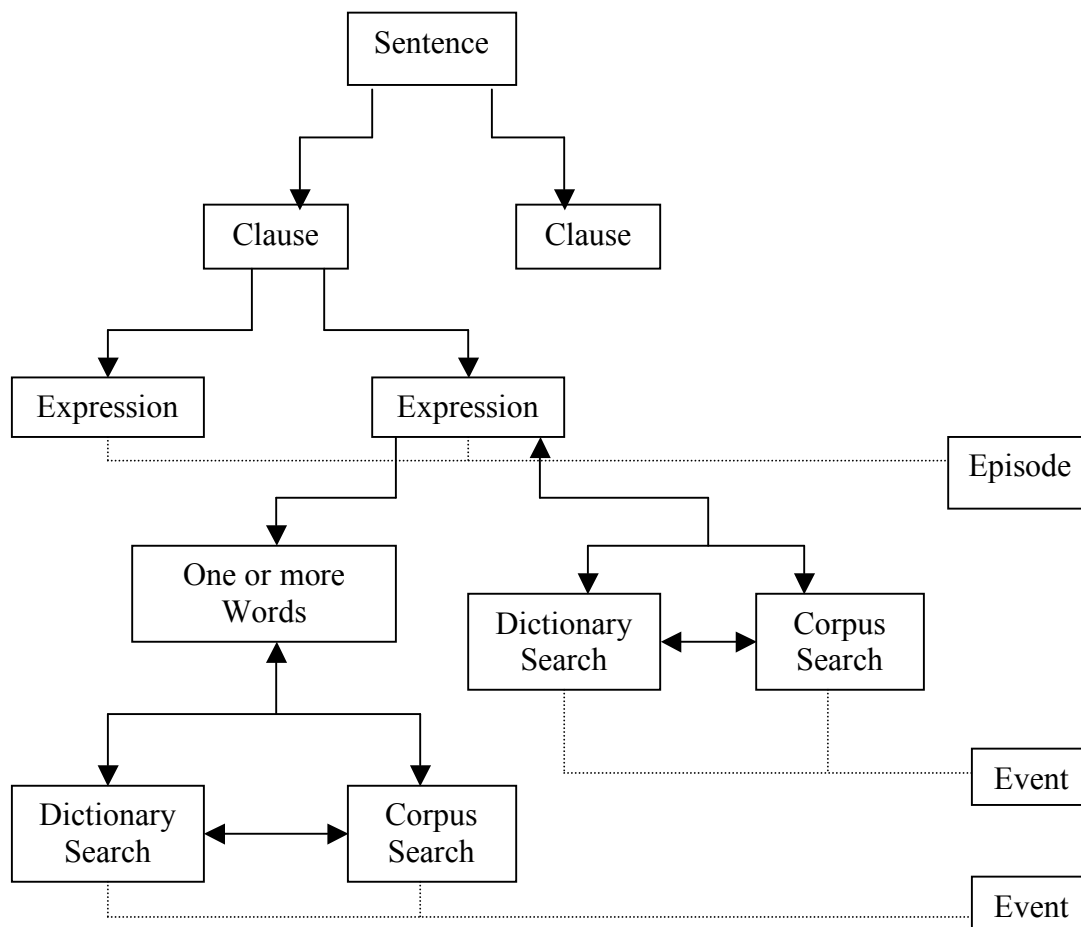 Sentence
Clause
Clause
Expression
Expression
Episode
One or more
Words
Dictionary
Search
Corpus
Search
Event
Dictionary
Search
Corpus
Search
Event